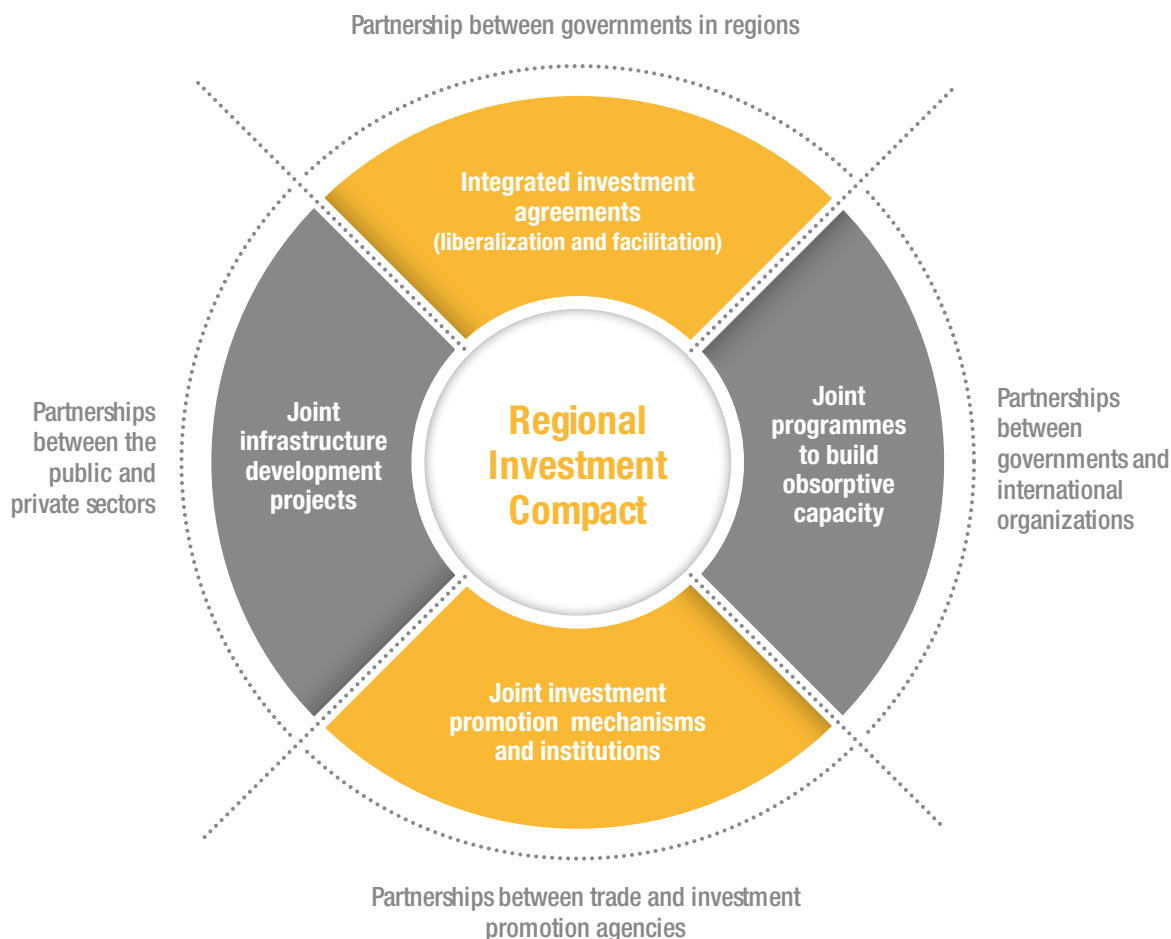 Partnership between governments in regions
Integrated investment
agreements
(liberalization and facilitation)
Partnerships
between the
public and
private sectors
Joint
infrastructure
development
projects
Regional
Investment
Compact
Joint
programmes
to build
obsorptive
capacity
Partnerships
between
governments and
international
organizations
Joint investment
promotion mechanisms
and institutions
Partnerships between trade and investment
promotion agencies